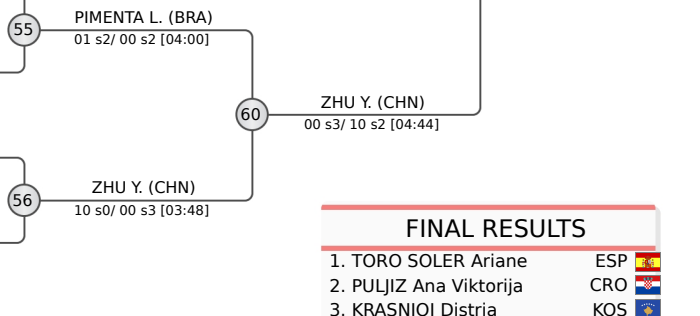 55
PIMENTA L. (BRA)
01 s2/ 00 s2 [04:00]
60
ZHU Y. (CHN)
00 s3/ 10 s2 [04:44]
56
ZHU Y. (CHN)
10 s0/ 00 s3 [03:48]
FINAL RESULTS
1. TORO SOLER Ariane ESP
2. PULJIZ Ana Viktorija CRO
3. KRASNIQI Distria KOS